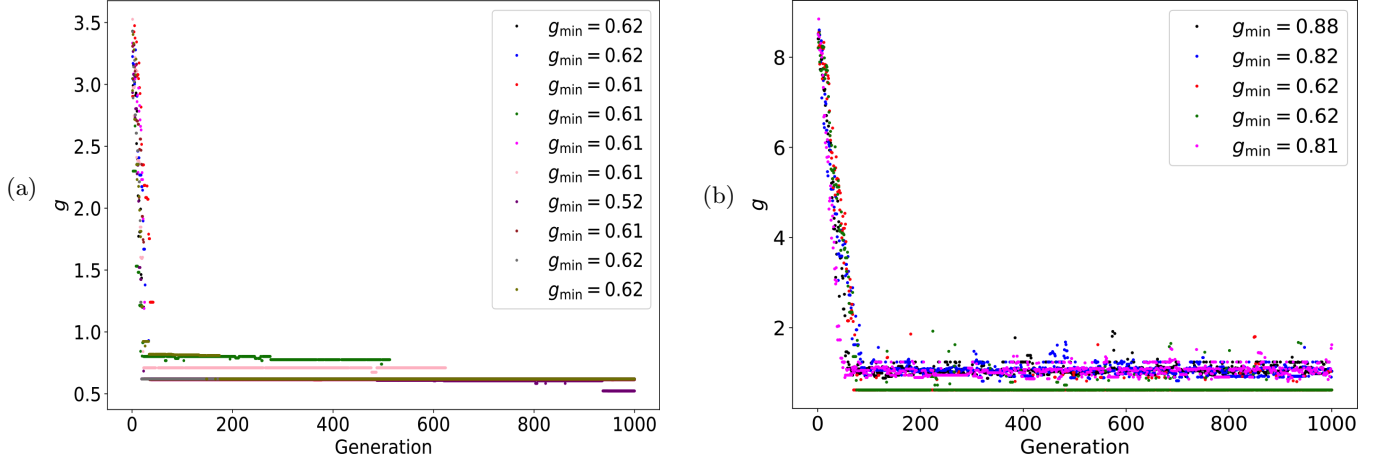 (a)
g
3.5
3.0
2.5
2.0
1.5
1.0
0.5
0
200
400
600
800
1000
Generation
g_min = 0.62
g_min = 0.62
g_min = 0.61
g_min = 0.61
g_min = 0.61
g_min = 0.61
g_min = 0.52
g_min = 0.61
g_min = 0.62
g_min = 0.62
(b)
g
8
6
4
2
0
200
400
600
800
1000
Generation
g_min = 0.88
g_min = 0.82
g_min = 0.62
g_min = 0.62
g_min = 0.81